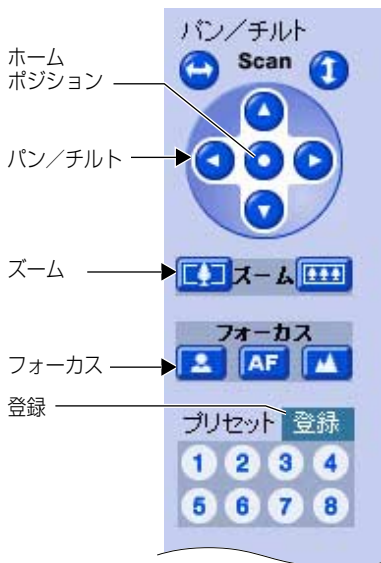 パン／チルト
Scan
ホーム
ポジション
パン／チルト
ズーム
ズーム
フォーカス
フォーカス
AF
登録
プリセット 登録
1 2 3 4
5 6 7 8